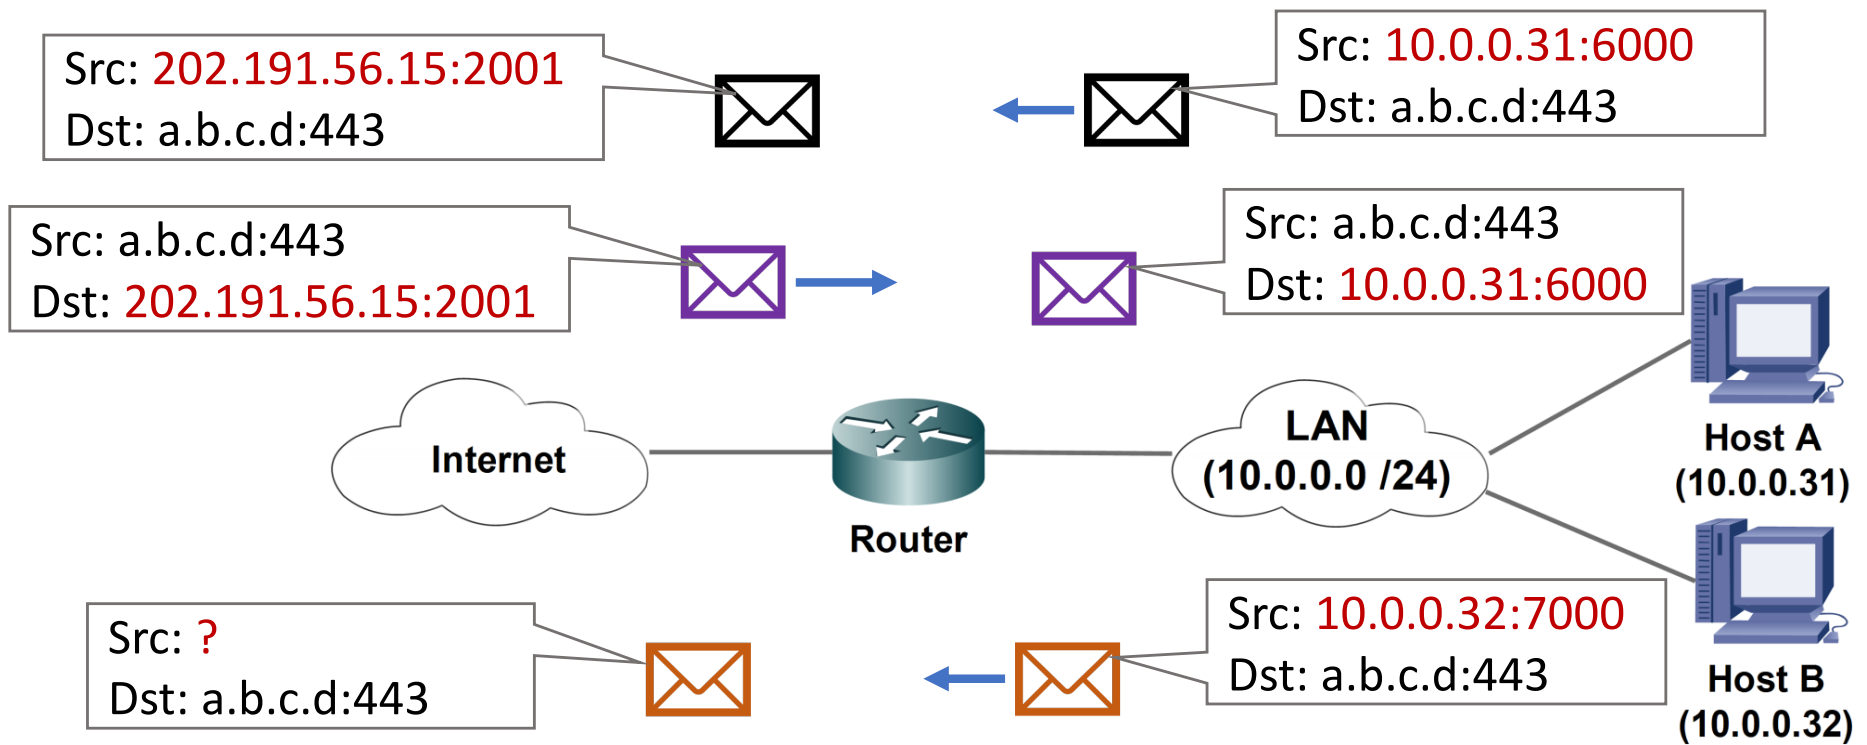 Src: 202.191.56.15:2001
Dst: a.b.c.d:443
Src: 10.0.0.31:6000
Dst: a.b.c.d:443
Src: a.b.c.d:443
Dst: 202.191.56.15:2001
Src: a.b.c.d:443
Dst: 10.0.0.31:6000
Internet
Router
LAN
(10.0.0.0 /24)
Host A
(10.0.0.31)
Src: ?
Dst: a.b.c.d:443
Src: 10.0.0.32:7000
Dst: a.b.c.d:443
Host B
(10.0.0.32)